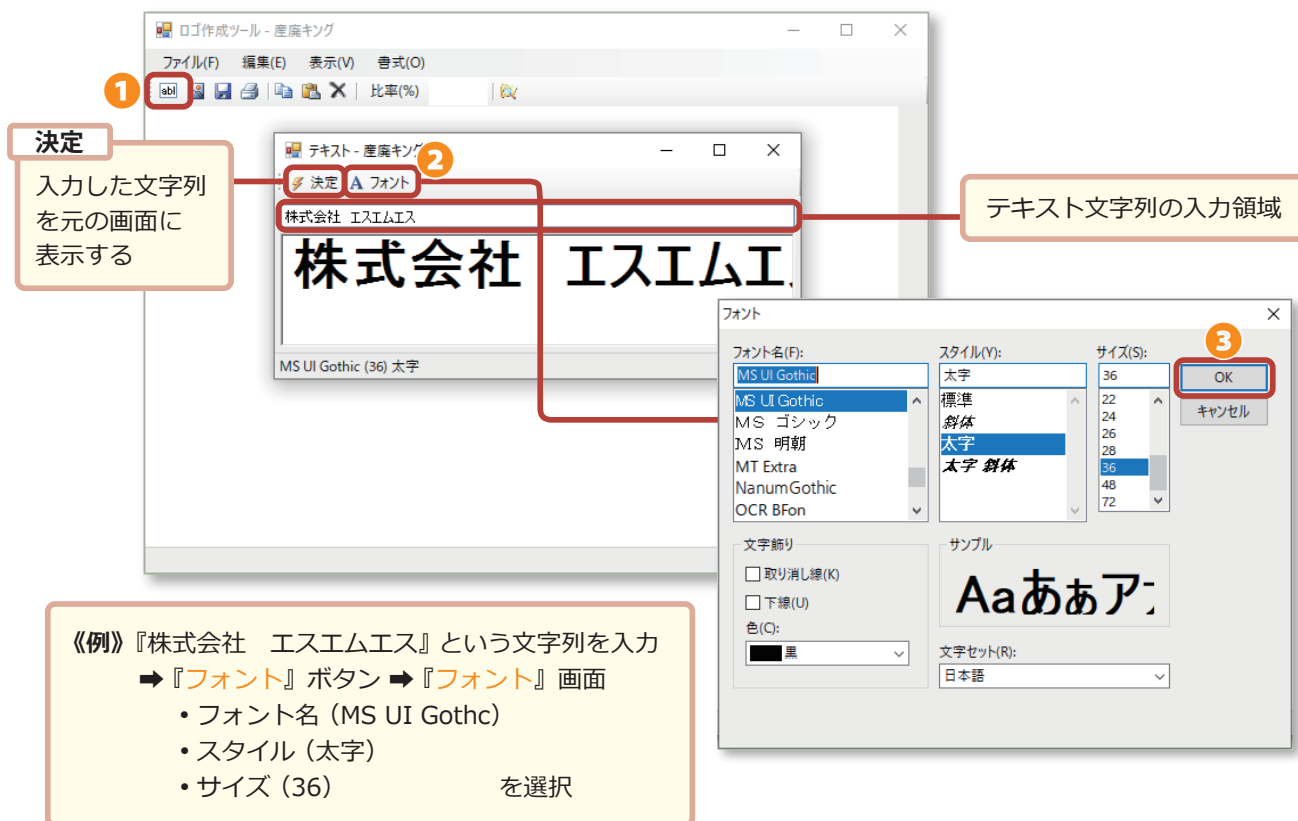 ロゴ作成ツール - 産廃キング
ファイル(F) 編集(E) 表示(V) 書式(O)
1
abl 比率(%)
決定
入力した文字列
を元の画面に
表示する
テキスト - 産廃キング
2
決定 A フォント
株式会社 エスエムエス
株式会社 エスエムエ
MS UI Gothic (36) 太字
テキスト文字列の入力領域
フォント
3
フォント名(F): スタイル(Y): サイズ(S):
MS UI Gothic 太字 36 OK
キャンセル
MS UI Gothic
MS ゴシック
MS 明朝
MT Extra
NanumGothic
OCR BFon
標準
斜体
太字
太字 斜体
22
24
26
28
36
48
72
文字飾り
取り消し線(K)
下線(U)
色(C):
黒
サンプル
Aaあぁア
文字セット(R):
日本語
《例》『株式会社 エスエムエス』という文字列を入力
➡『フォント』ボタン ➡『フォント』画面
• フォント名（MS UI Gothc）
• スタイル（太字）
• サイズ（36） を選択